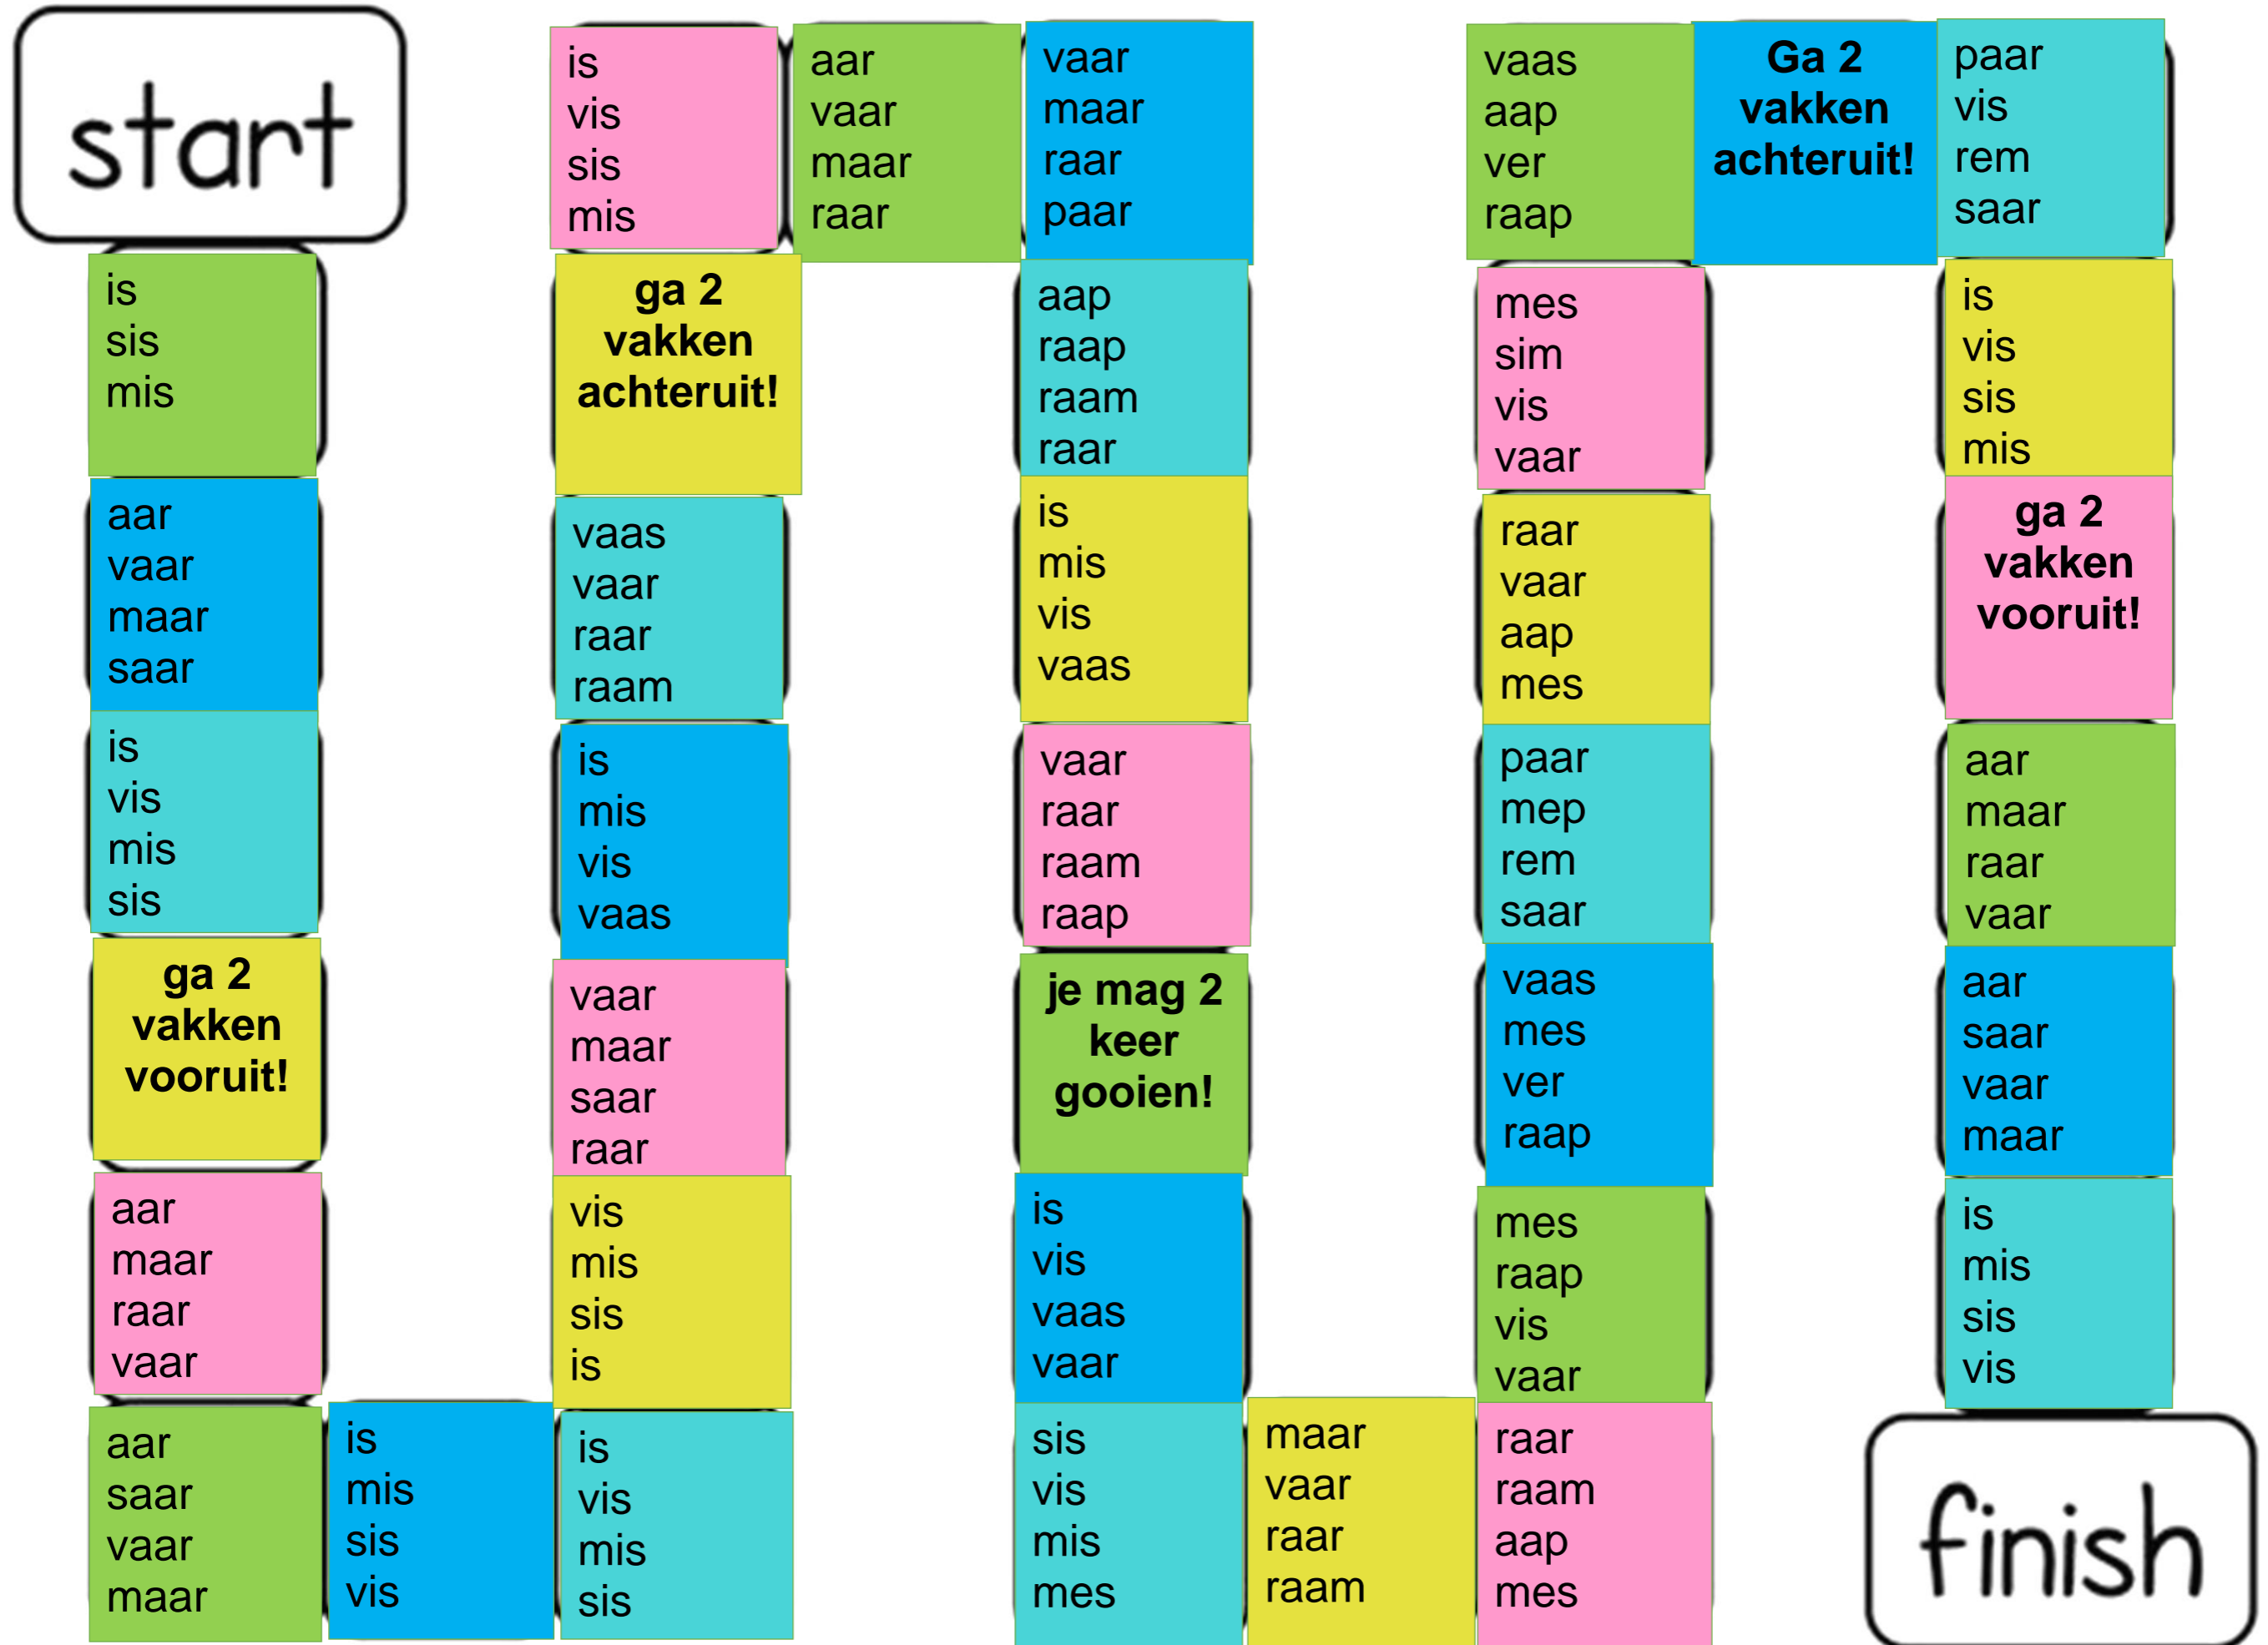 start
is
sis
mis
aar
vaar
maar
saar
is
vis
mis
sis
ga 2
vakken
vooruit!
aar
maar
raar
vaar
aar
saar
vaar
maar
is
mis
sis
vis
is
vis
mis
sis
vis
mis
sis
is
vaar
maar
saar
raar
is
mis
vis
vaas
vaas
vaar
raar
raam
ga 2
vakken
achteruit!
is
vis
sis
mis
aar
vaar
maar
raar
vaar
maar
raar
paar
aap
raap
raam
raar
is
mis
vis
vaas
vaar
raar
raam
raap
je mag 2
keer
gooien!
is
vis
vaas
vaar
sis
vis
mis
mes
maar
vaar
raar
raam
raar
raam
aap
mes
mes
raap
vis
vaar
vaas
mes
ver
raap
paar
mep
rem
saar
raar
vaar
aap
mes
mes
sim
vis
vaar
vaas
aap
ver
raap
Ga 2
vakken
achteruit!
paar
vis
rem
saar
is
vis
sis
mis
ga 2
vakken
vooruit!
aar
maar
raar
vaar
aar
saar
vaar
maar
is
mis
sis
vis
finish